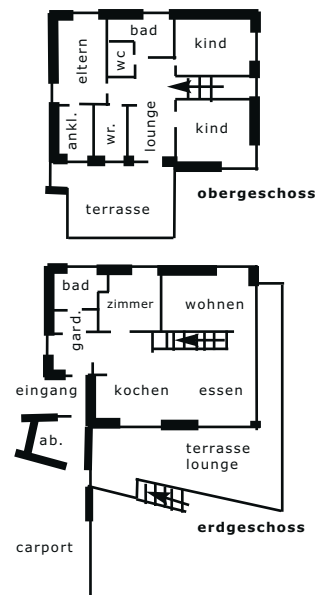 bad
kind
eltern
wc
ankl.
wr.
lounge
kind
obergeschoss
terrasse
bad
zimmer
wohnen
gard.
eingang
kochen
essen
ab.
terrasse
lounge
erdgeschoss
carport